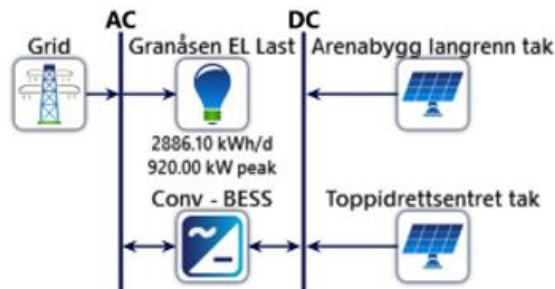 AC DC
Grid Granåsen EL Last Arenabygg langrenn tak
2886.10 kWh/d
920.00 kW peak
Conv - BESS Toppidrettsentret tak